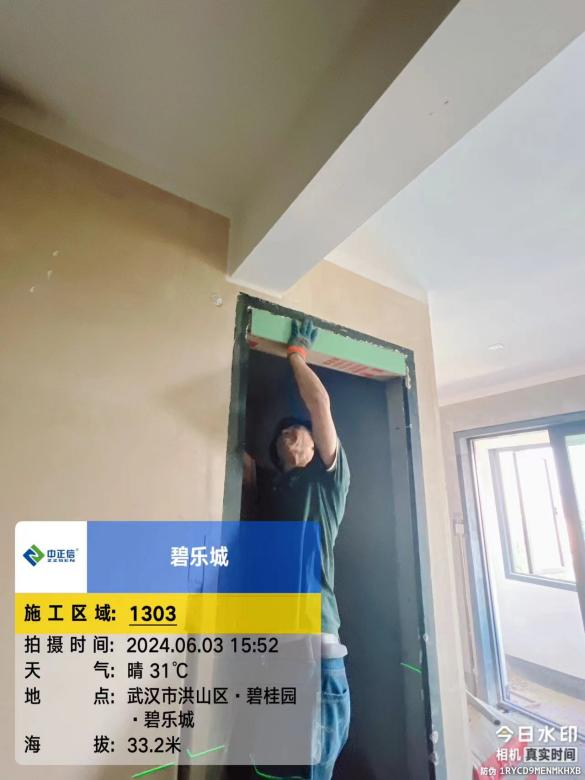 中正信
ZZSEN
碧乐城
施工区域: 1303
拍摄时间: 2024.06.03 15:52
天气: 晴 31℃
地点: 武汉市洪山区·碧桂园
·碧乐城
海拔: 33.2米
今日水印
相机 真实时间
防伪 1RYCD9MENMKHXB